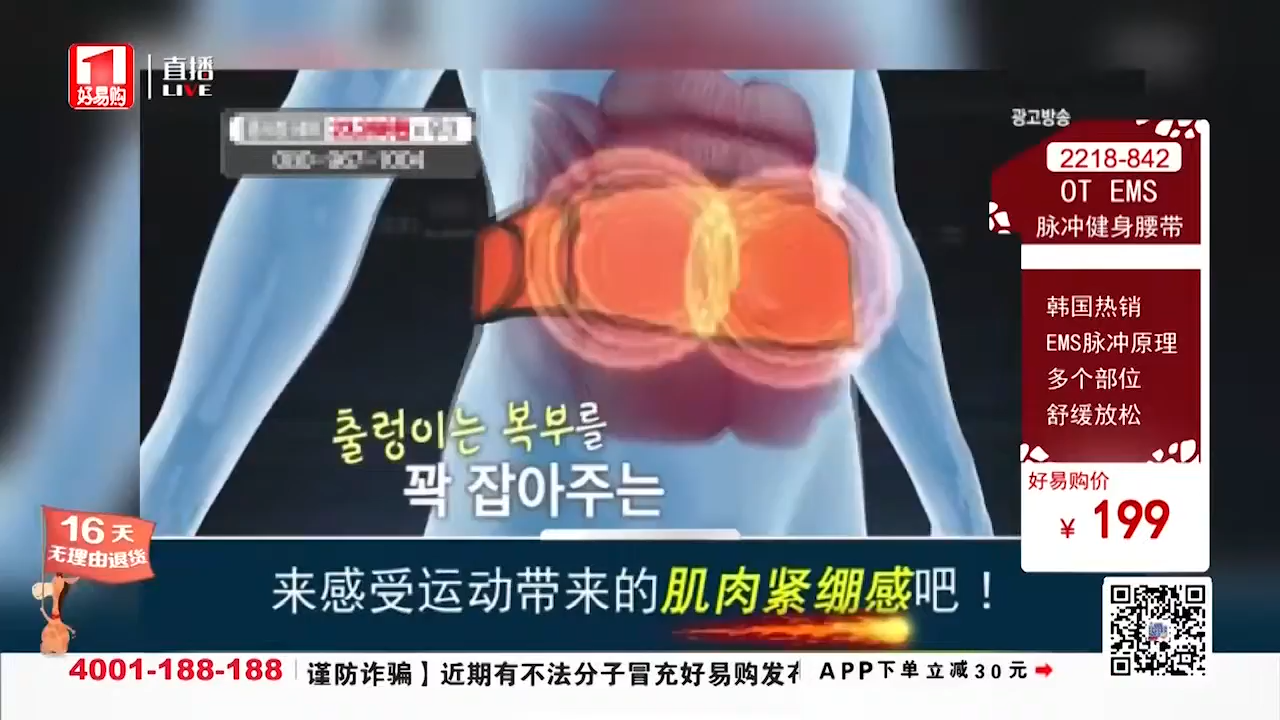 1
好易购
直播
LIVE
080-967-1004
광고방송
2218-842
OT EMS
脉冲健身腰带
韩国热销
EMS脉冲原理
多个部位
舒缓放松
好易购价
¥ 199
출렁이는 복부를
꽉 잡아주는
16天
无理由退货
来感受运动带来的肌肉紧绷感吧！
4001-188-188
谨防诈骗】近期有不法分子冒充好易购发
APP下单立减30元